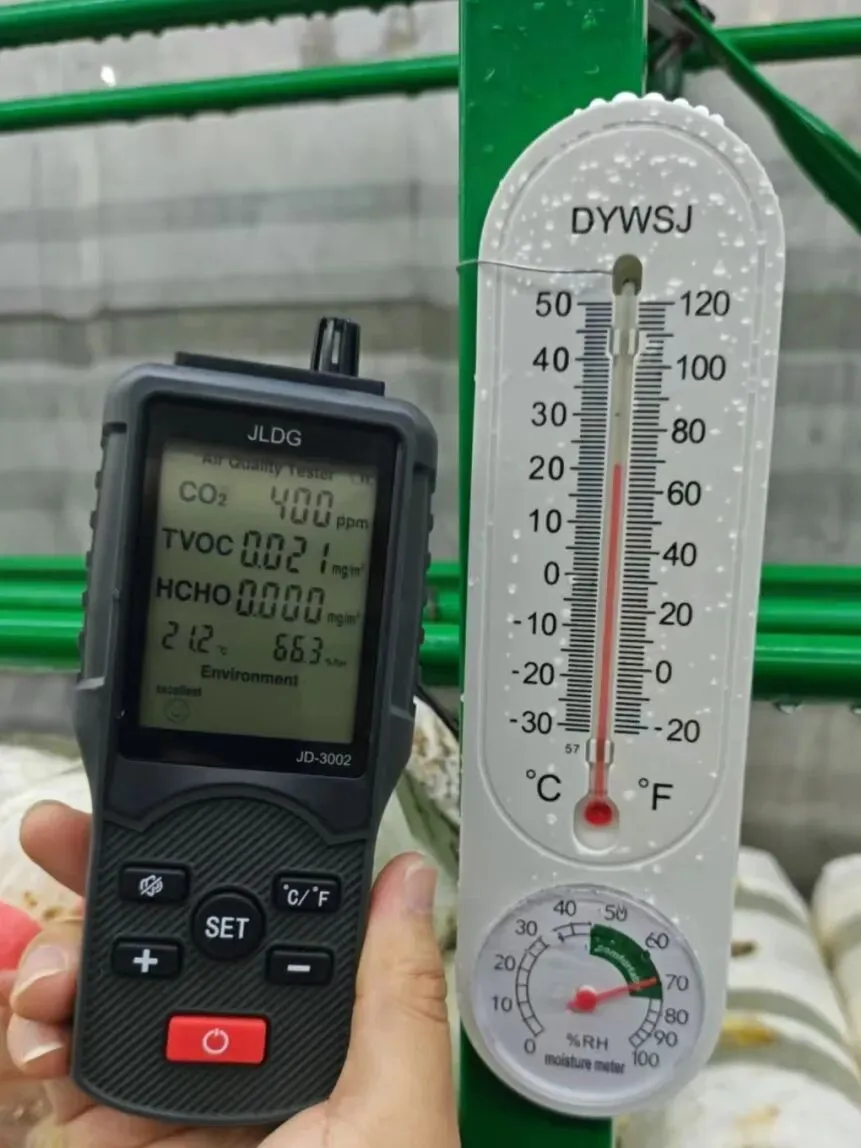 JLDG
Air Quality Tester
CO₂ 400 ppm
TVOC 0.021 mg/m³
HCHO 0.000 mg/m³
21.2 °C 66.3 %RH
Environment
excellent
JD-3002
°C/°F
SET
+
−
DYWSJ
50 120
40 100
30 80
20 60
10 40
0 20
-10 0
-20 -20
-30
57
°C °F
0 10 20 30 40 50 60 70 80 90 100
comfortable
%RH
moisture meter